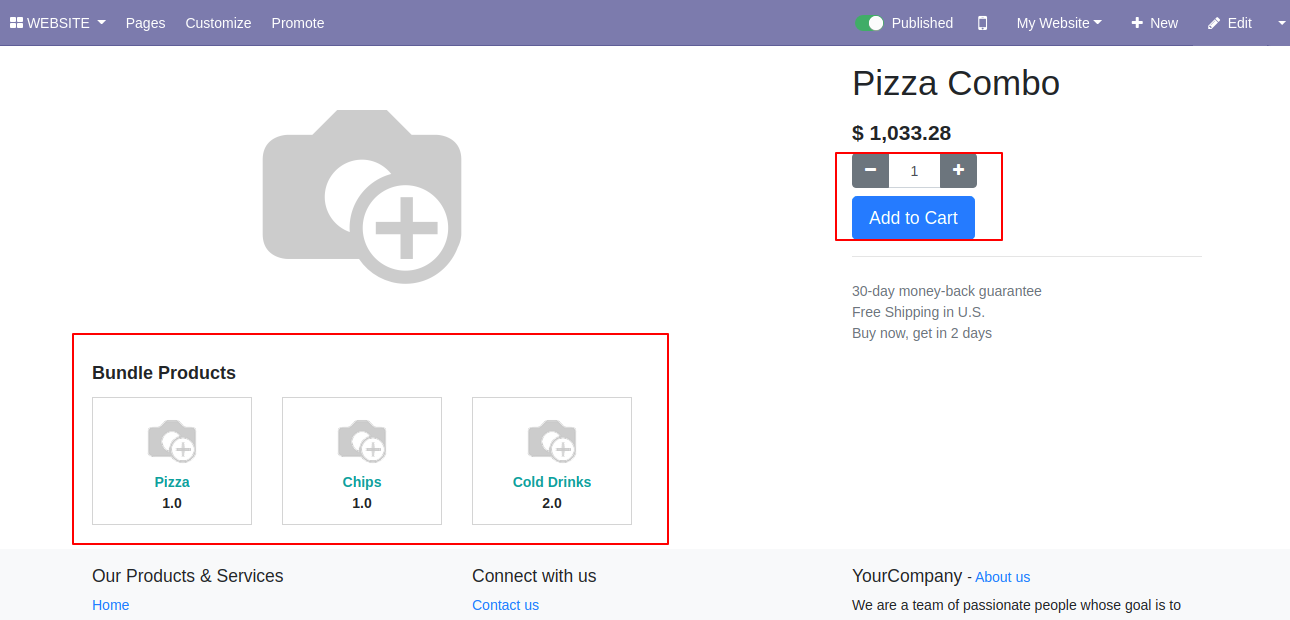 WEBSITE Pages Customize Promote Published My Website New Edit
Pizza Combo
$ 1,033.28
1
Add to Cart
30-day money-back guarantee
Free Shipping in U.S.
Buy now, get in 2 days
Bundle Products
Pizza
1.0
Chips
1.0
Cold Drinks
2.0
Our Products & Services
Home
Connect with us
Contact us
YourCompany - About us
We are a team of passionate people whose goal is to